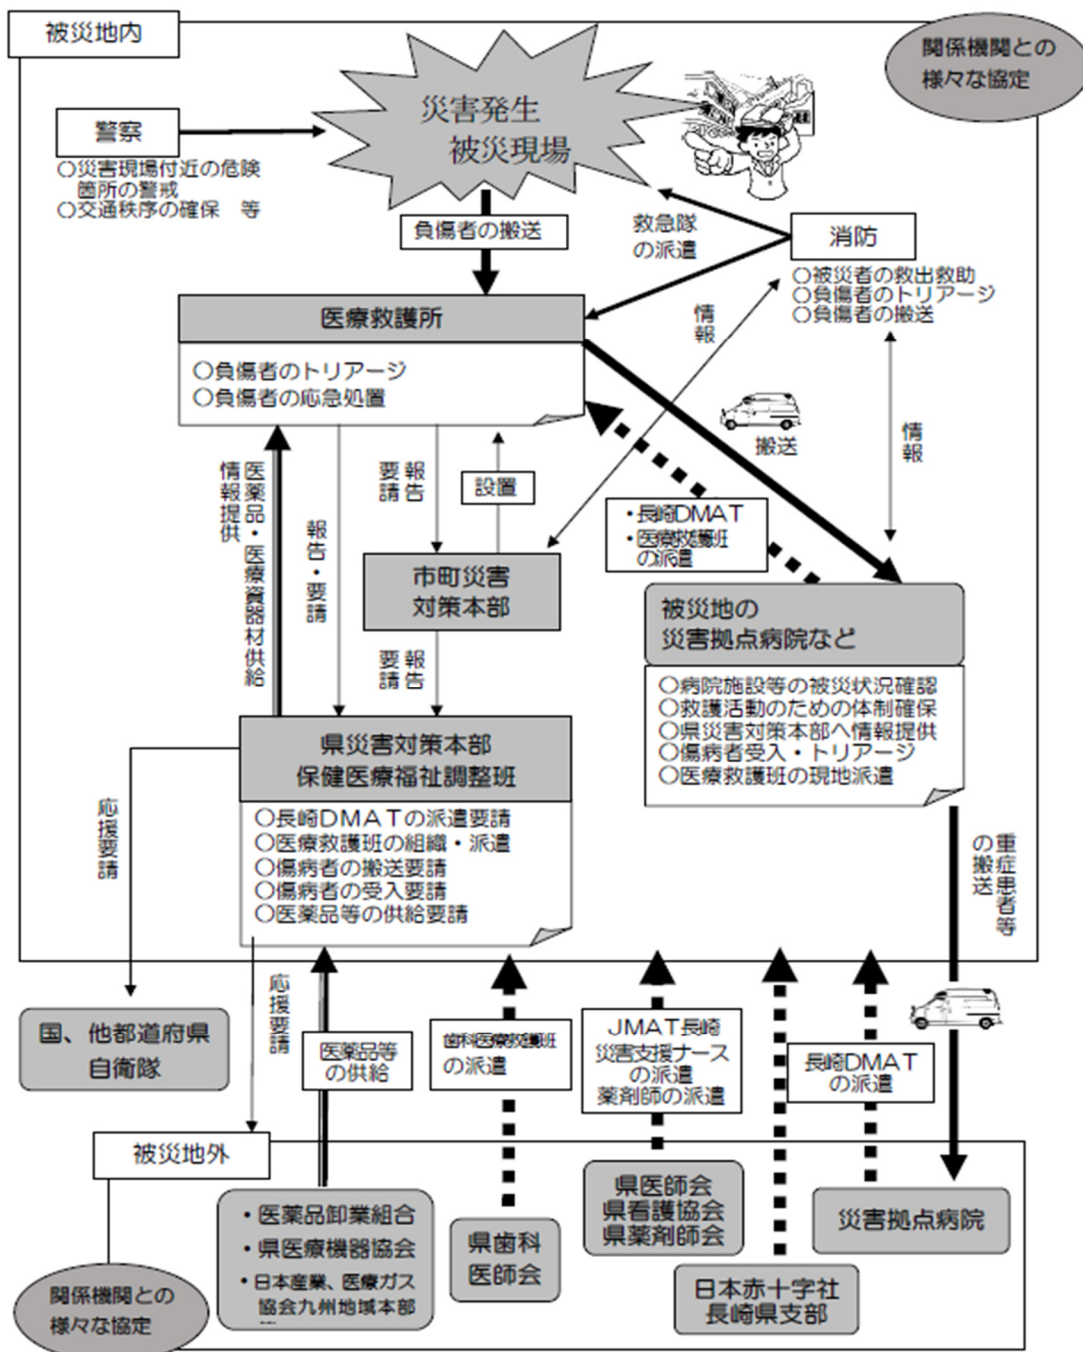 被災地内
関係機関との
様々な協定
災害発生
被災現場
警察
○災害現場付近の危険
箇所の警戒
○交通秩序の確保 等
負傷者の搬送
救急隊
の派遣
消防
○被災者の救出救助
○負傷者のトリアージ
○負傷者の搬送
医療救護所
○負傷者のトリアージ
○負傷者の応急処置
情報
搬送
情報
医薬品・医療資器材供給
情報提供
報告・要請
報告
要請
設置
・長崎DMAT
・医療救護班
の派遣
市町災害
対策本部
報告
要請
被災地の
災害拠点病院など
○病院施設等の被災状況確認
○救護活動のための体制確保
○県災害対策本部へ情報提供
○傷病者受入・トリアージ
○医療救護班の現地派遣
県災害対策本部
保健医療福祉調整班
○長崎DMATの派遣要請
○医療救護班の組織・派遣
○傷病者の搬送要請
○傷病者の受入要請
○医薬品等の供給要請
応援要請
重症患者等
の搬送
国、他都道府県
自衛隊
応援要請
医薬品等
の供給
歯科医療救護班
の派遣
JMAT長崎
災害支援ナース
の派遣
薬剤師の派遣
長崎DMAT
の派遣
被災地外
・医薬品卸業組合
・県医療機器協会
・日本産業、医療ガス
協会九州地域本部
県歯科
医師会
県医師会
県看護協会
県薬剤師会
日本赤十字社
長崎県支部
災害拠点病院
関係機関との
様々な協定